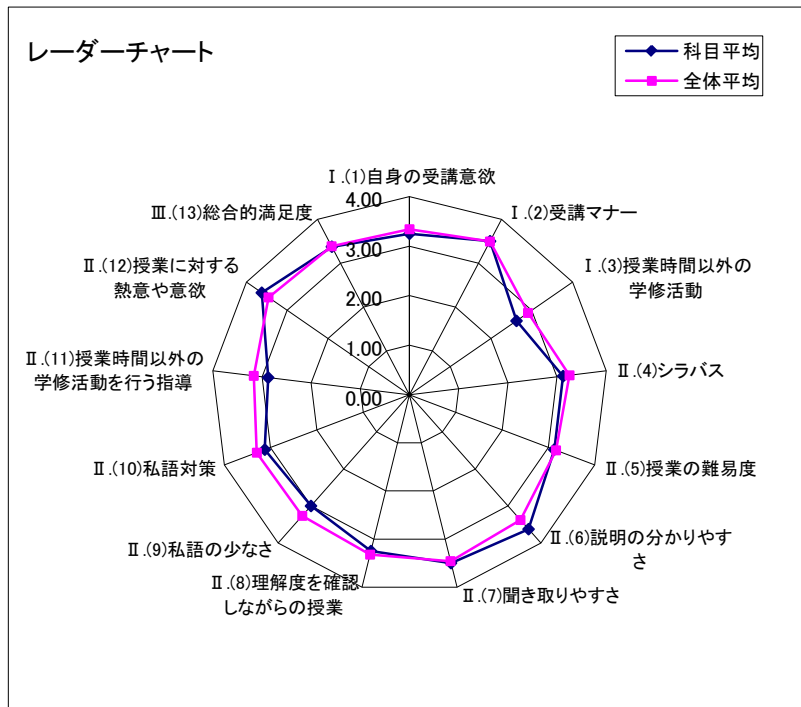 レーダーチャート
科目平均
全体平均
Ⅰ.(1)自身の受講意欲
Ⅰ.(2)受講マナー
Ⅰ.(3)授業時間以外の
学修活動
Ⅱ.(4)シラバス
Ⅱ.(5)授業の難易度
Ⅱ.(6)説明の分かりやす
さ
Ⅱ.(7)聞き取りやすさ
Ⅱ.(8)理解度を確認
しながらの授業
Ⅱ.(9)私語の少なさ
Ⅱ.(10)私語対策
Ⅱ.(11)授業時間以外の
学修活動を行う指導
Ⅱ.(12)授業に対する
熱意や意欲
Ⅲ.(13)総合的満足度
4.00
3.00
2.00
1.00
0.00